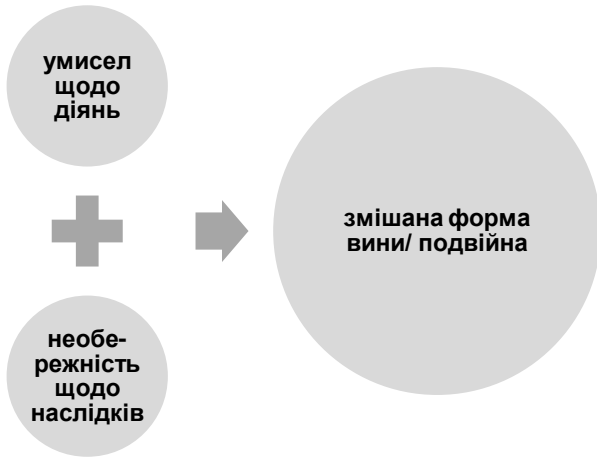 умисел
щодо
діянь
необе-
режність
щодо
наслідків
змішана форма
вини/ подвійна